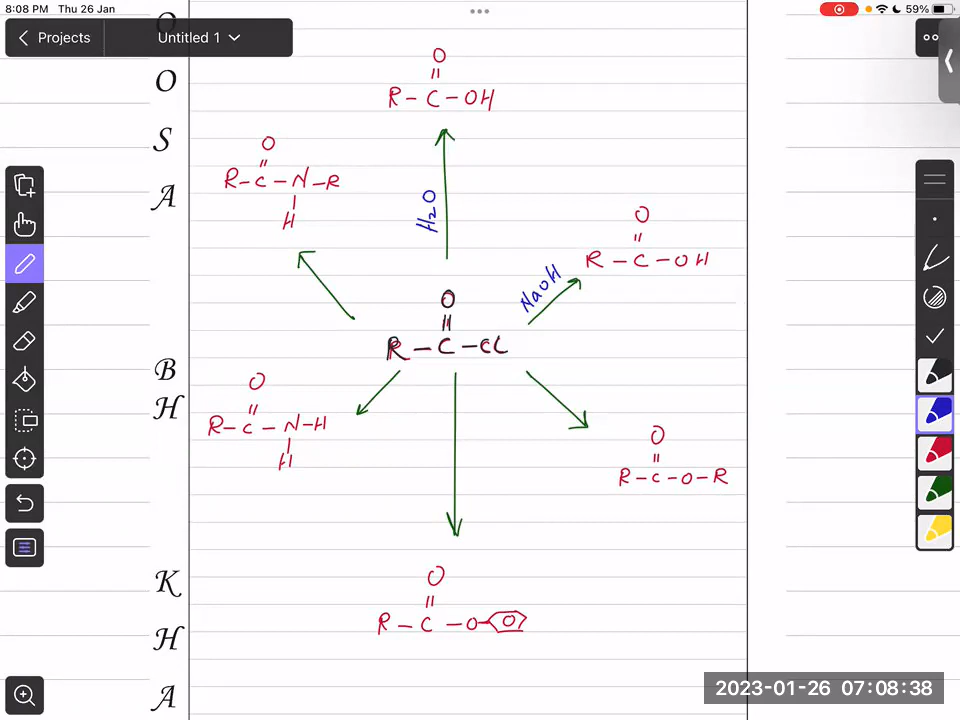 8:08 PM Thu 26 Jan
59%
Projects
Untitled 1
O
O
S
A
B
H
K
H
A
O
R-C-OH
O
R-C-N-R
H
H2O
O
R-C-OH
NaOH
O
R-C-Cl
O
R-C-N-H
H
O
R-C-O-R
O
R-C-O-O
2023-01-26 07:08:38